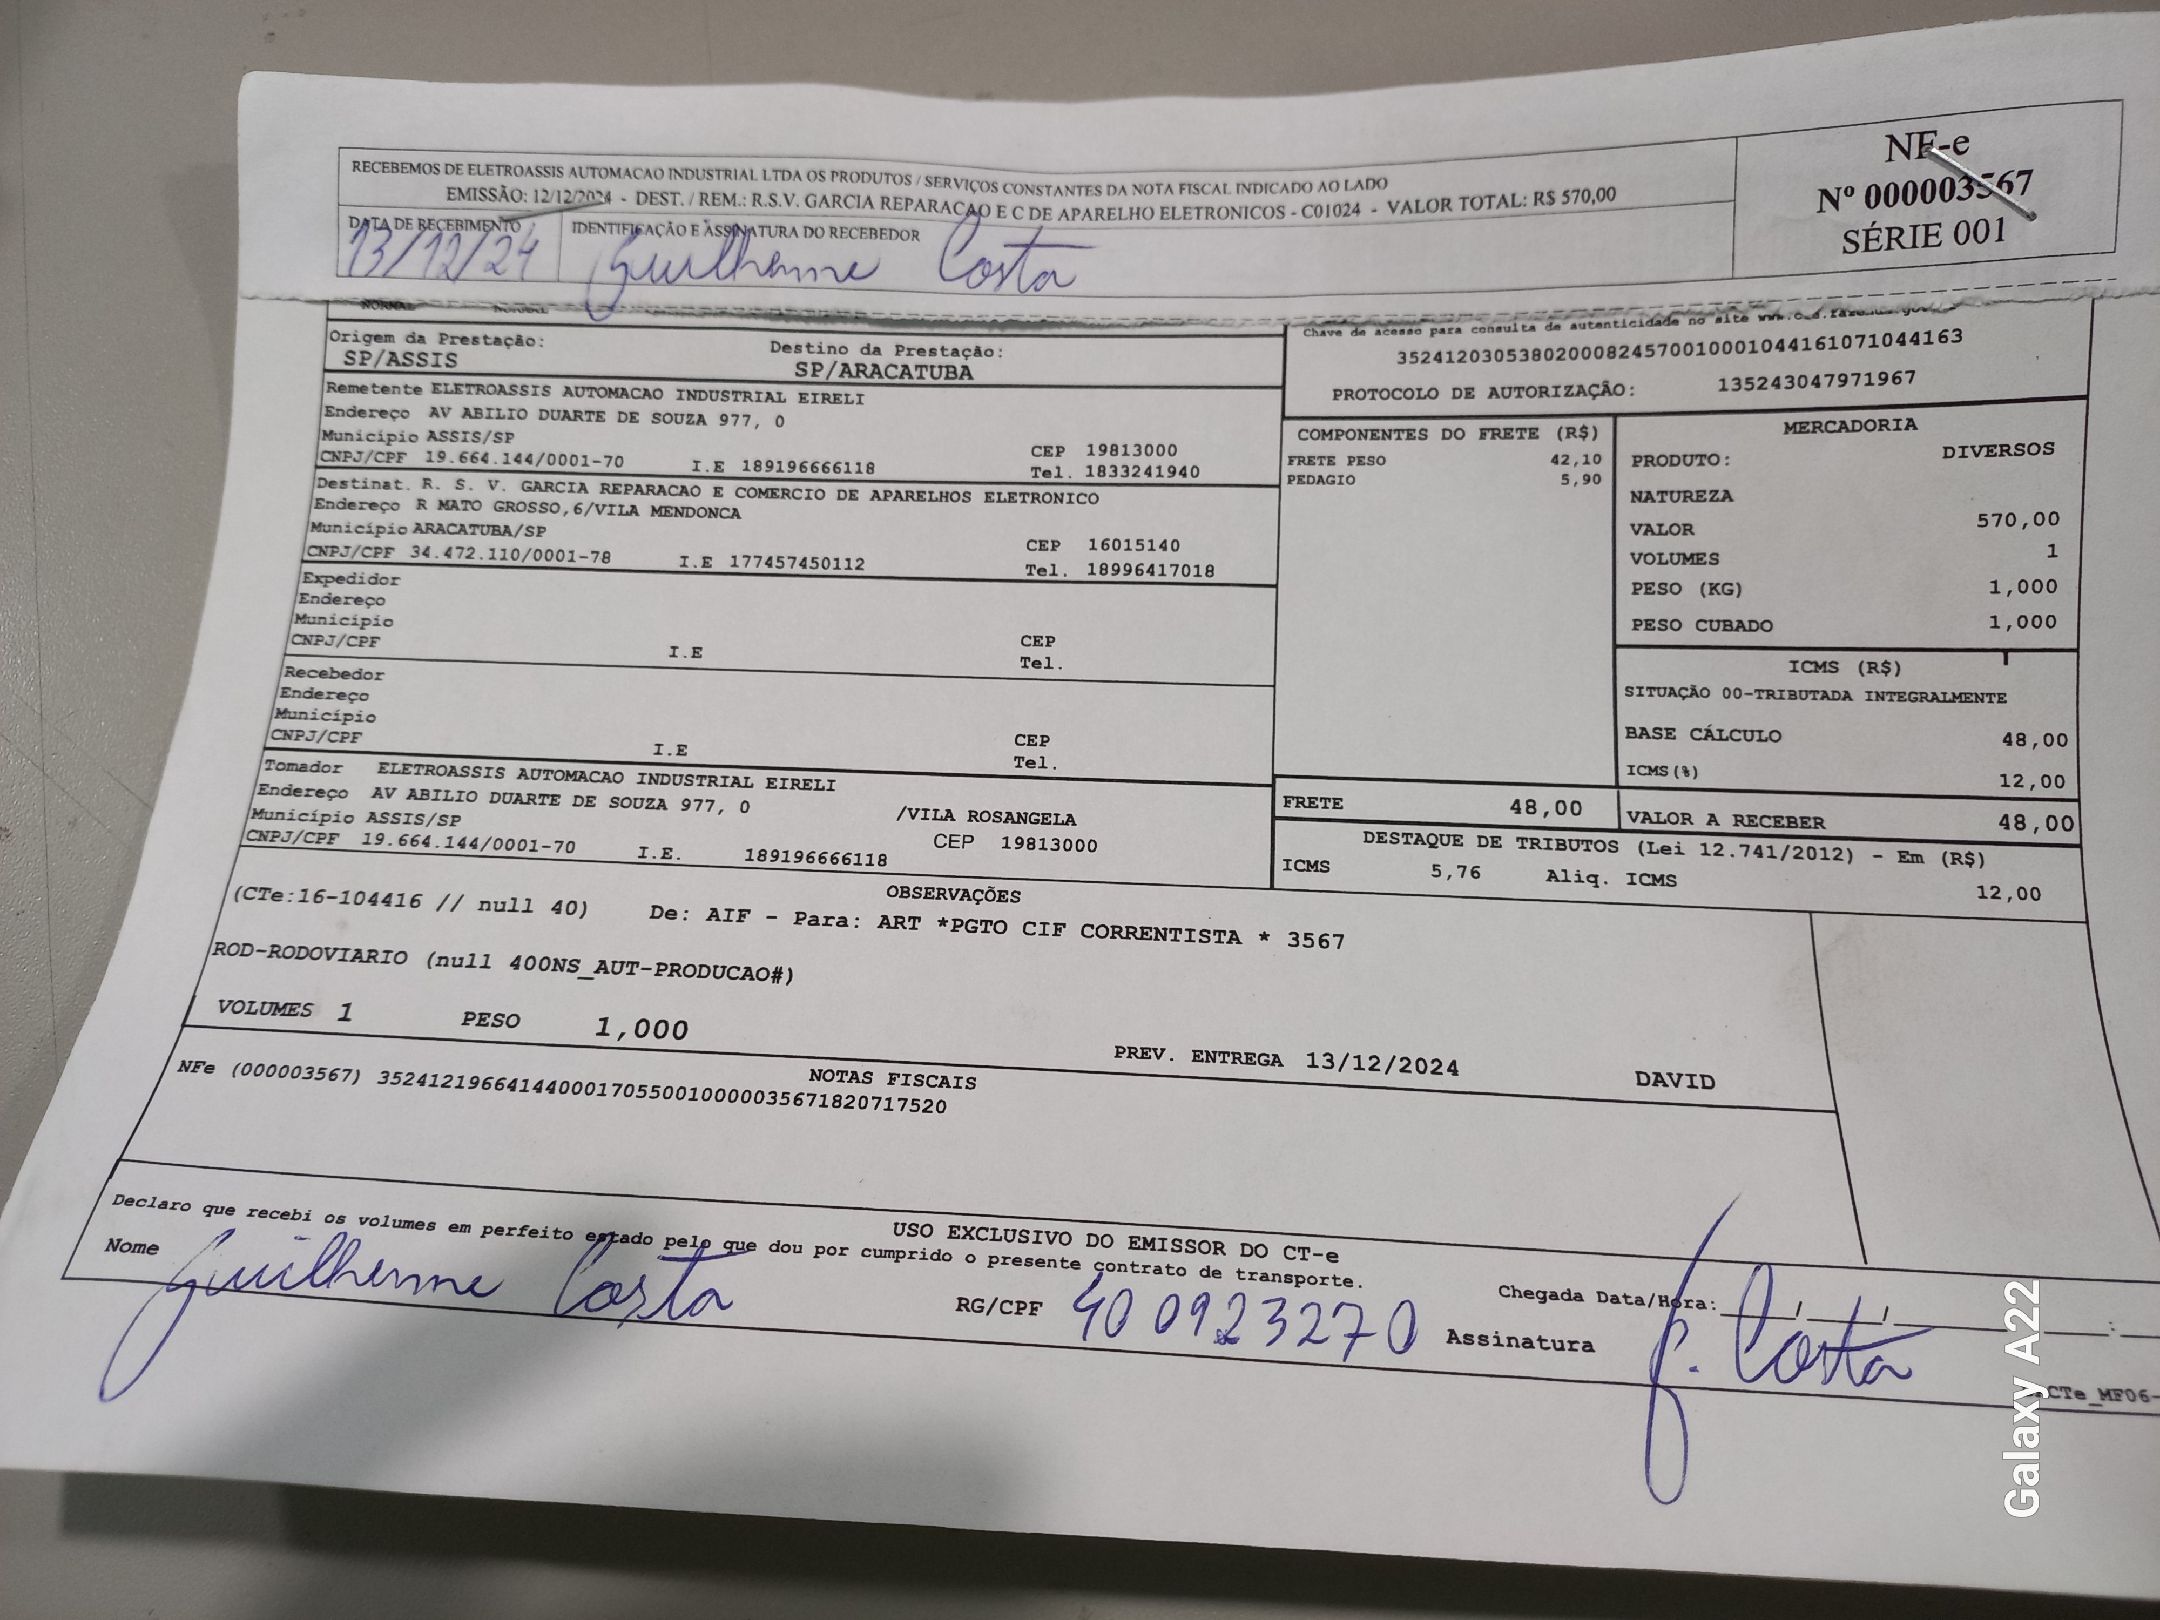 RECEBEMOS DE ELETROASSIS AUTOMACAO INDUSTRIAL LTDA OS PRODUTOS / SERVIÇOS CONSTANTES DA NOTA FISCAL INDICADO AO LADO
EMISSÃO: 12/12/2024 - DEST. / REM.: R.S.V. GARCIA REPARACAO E C DE APARELHO ELETRONICOS - C01024 - VALOR TOTAL: R$ 570,00
DATA DE RECEBIMENTO
13/12/24
IDENTIFICAÇÃO E ASSINATURA DO RECEBEDOR
Guilherme Costa
NF-e
Nº 000003567
SÉRIE 001
NORMAL NORMAL
Origem da Prestação:
SP/ASSIS
Destino da Prestação:
SP/ARACATUBA
Chave de acesso para consulta de autenticidade no site
35241203053802000824570010001044161071044163
PROTOCOLO DE AUTORIZAÇÃO: 135243047971967
Remetente ELETROASSIS AUTOMACAO INDUSTRIAL EIRELI
Endereço AV ABILIO DUARTE DE SOUZA 977, 0
Município ASSIS/SP CEP 19813000
CNPJ/CPF 19.664.144/0001-70 I.E 189196666118 Tel. 1833241940
Destinat. R. S. V. GARCIA REPARACAO E COMERCIO DE APARELHOS ELETRONICO
Endereço R MATO GROSSO,6/VILA MENDONCA
Município ARACATUBA/SP CEP 16015140
CNPJ/CPF 34.472.110/0001-78 I.E 177457450112 Tel. 18996417018
Expedidor
Endereço
Município CEP
CNPJ/CPF I.E Tel.
Recebedor
Endereço
Município CEP
CNPJ/CPF I.E Tel.
Tomador ELETROASSIS AUTOMACAO INDUSTRIAL EIRELI
Endereço AV ABILIO DUARTE DE SOUZA 977, 0 /VILA ROSANGELA
Município ASSIS/SP CEP 19813000
CNPJ/CPF 19.664.144/0001-70 I.E. 189196666118
COMPONENTES DO FRETE (R$)
FRETE PESO 42,10
PEDAGIO 5,90
MERCADORIA
PRODUTO: DIVERSOS
NATUREZA
VALOR 570,00
VOLUMES 1
PESO (KG) 1,000
PESO CUBADO 1,000
ICMS (R$)
SITUAÇÃO 00-TRIBUTADA INTEGRALMENTE
BASE CÁLCULO 48,00
ICMS(%) 12,00
FRETE 48,00
VALOR A RECEBER 48,00
DESTAQUE DE TRIBUTOS (Lei 12.741/2012) - Em (R$)
ICMS 5,76 Aliq. ICMS 12,00
OBSERVAÇÕES
(CTe:16-104416 // null 40) De: AIF - Para: ART *PGTO CIF CORRENTISTA * 3567
ROD-RODOVIARIO (null 400NS_AUT-PRODUCAO#)
VOLUMES 1 PESO 1,000 PREV. ENTREGA 13/12/2024 DAVID
NOTAS FISCAIS
NFe (000003567) 35241219664144000170550010000035671820717520
USO EXCLUSIVO DO EMISSOR DO CT-e
Declaro que recebi os volumes em perfeito estado pelo que dou por cumprido o presente contrato de transporte.
Nome Guilherme Costa RG/CPF 400923270 Assinatura G. Costa
Chegada Data/Hora: / / :
CTe_MF06-
Galaxy A22